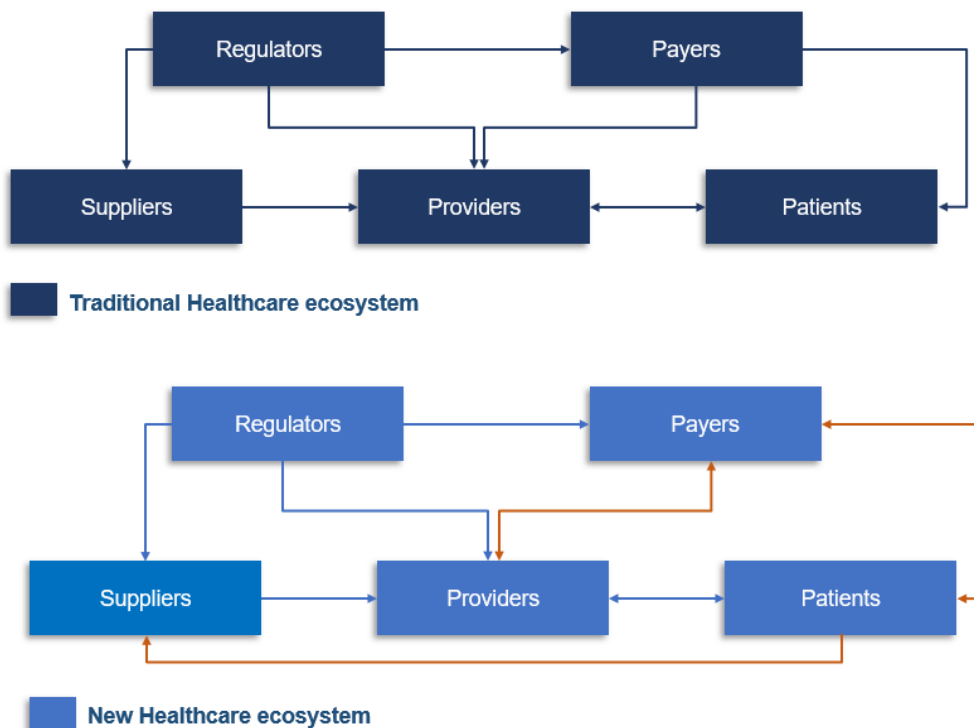 Regulators
Payers
Suppliers
Providers
Patients
Traditional Healthcare ecosystem
Regulators
Payers
Suppliers
Providers
Patients
New Healthcare ecosystem